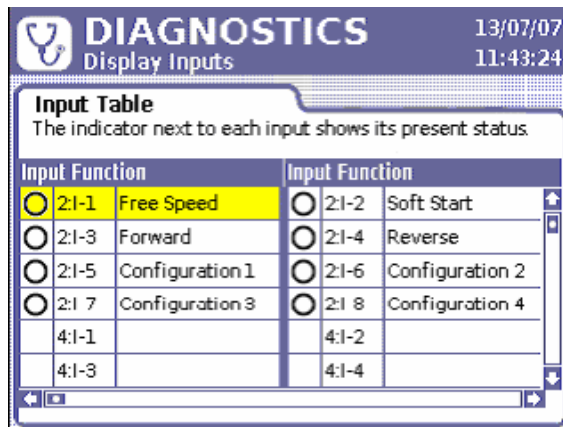 DIAGNOSTICS 13/07/07
Display Inputs 11:43:24
Input Table
The indicator next to each input shows its present status.
Input Function Input Function
2:I-1 Free Speed 2:I-2 Soft Start
2:I-3 Forward 2:I-4 Reverse
2:I-5 Configuration 1 2:I-6 Configuration 2
2:I 7 Configuration 3 2:I 8 Configuration 4
4:I-1 4:I-2
4:I-3 4:I-4